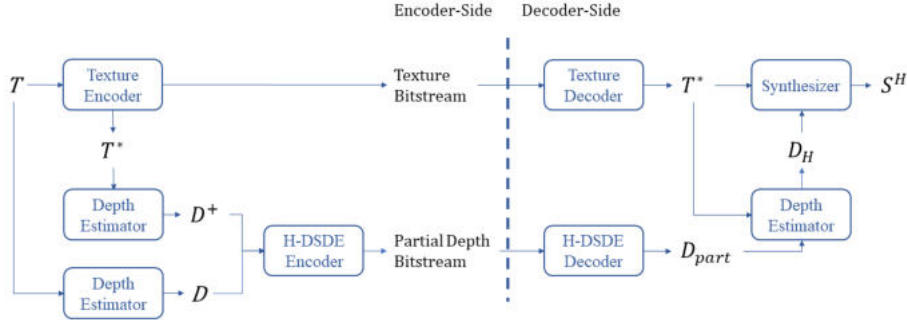 Encoder-Side
Decoder-Side
T
Texture
Encoder
Texture
Bitstream
Texture
Decoder
T*
Synthesizer
S^H
T*
D_H
Depth
Estimator
D^+
H-DSDE
Encoder
Partial Depth
Bitstream
H-DSDE
Decoder
D_part
Depth
Estimator
Depth
Estimator
D